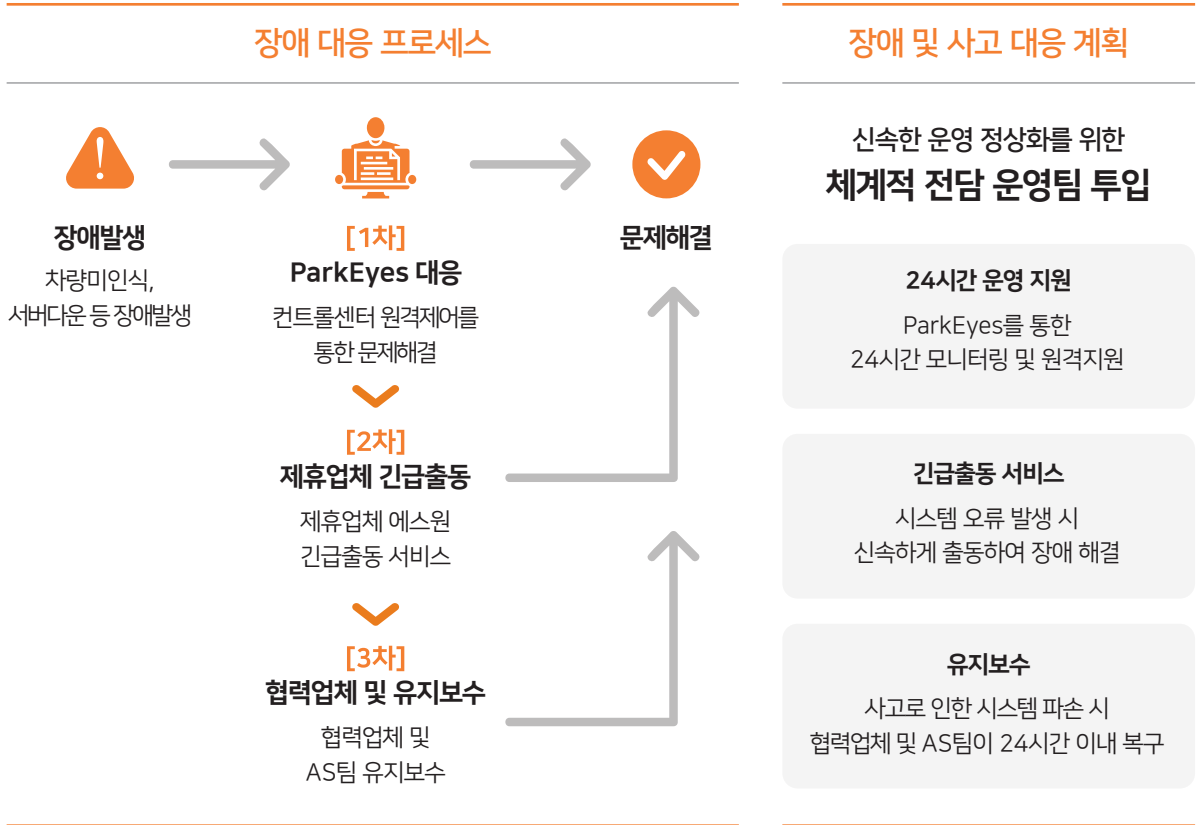 장애 대응 프로세스
장애발생
차량미인식,
서버다운 등 장애발생
[1차]
ParkEyes 대응
컨트롤센터 원격제어를
통한 문제해결
문제해결
[2차]
제휴업체 긴급출동
제휴업체 에스원
긴급출동 서비스
[3차]
협력업체 및 유지보수
협력업체 및
AS팀 유지보수
장애 및 사고 대응 계획
신속한 운영 정상화를 위한
체계적 전담 운영팀 투입
24시간 운영 지원
ParkEyes를 통한
24시간 모니터링 및 원격지원
긴급출동 서비스
시스템 오류 발생 시
신속하게 출동하여 장애 해결
유지보수
사고로 인한 시스템 파손 시
협력업체 및 AS팀이 24시간 이내 복구